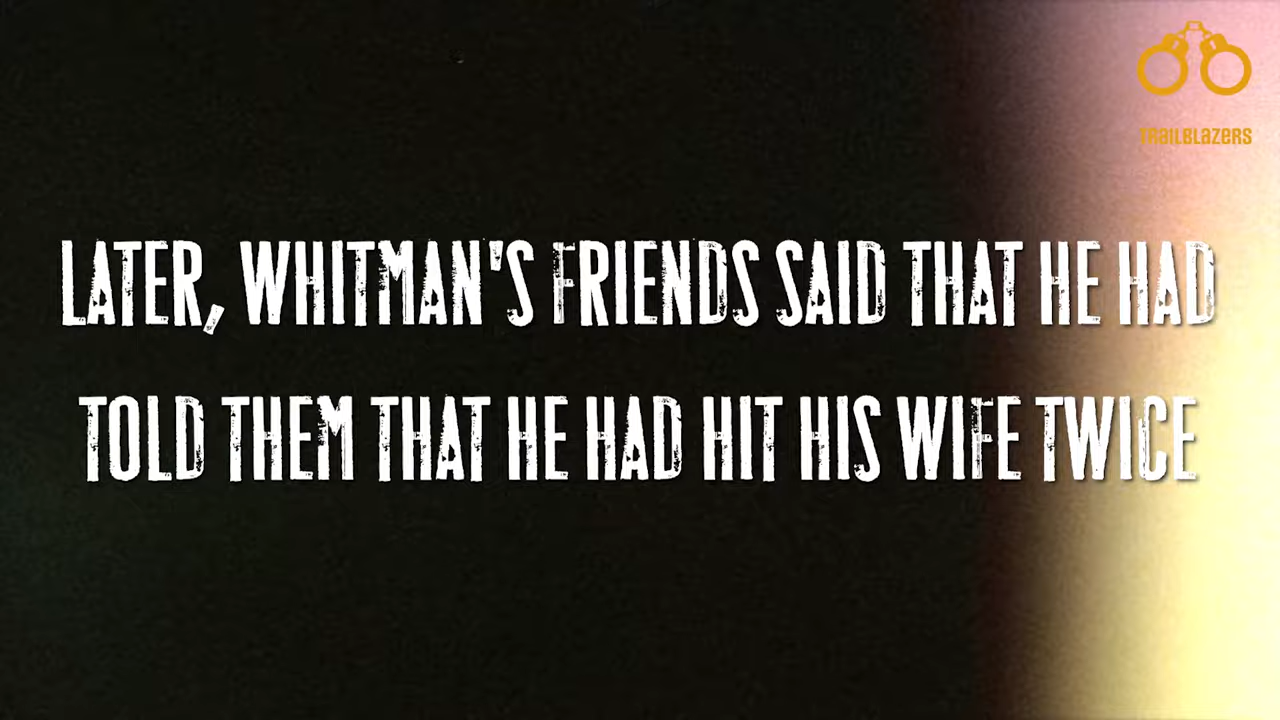 TRAILBLAZERS
LATER, WHITMAN'S FRIENDS SAID THAT HE HAD
TOLD THEM THAT HE HAD HIT HIS WIFE TWICE